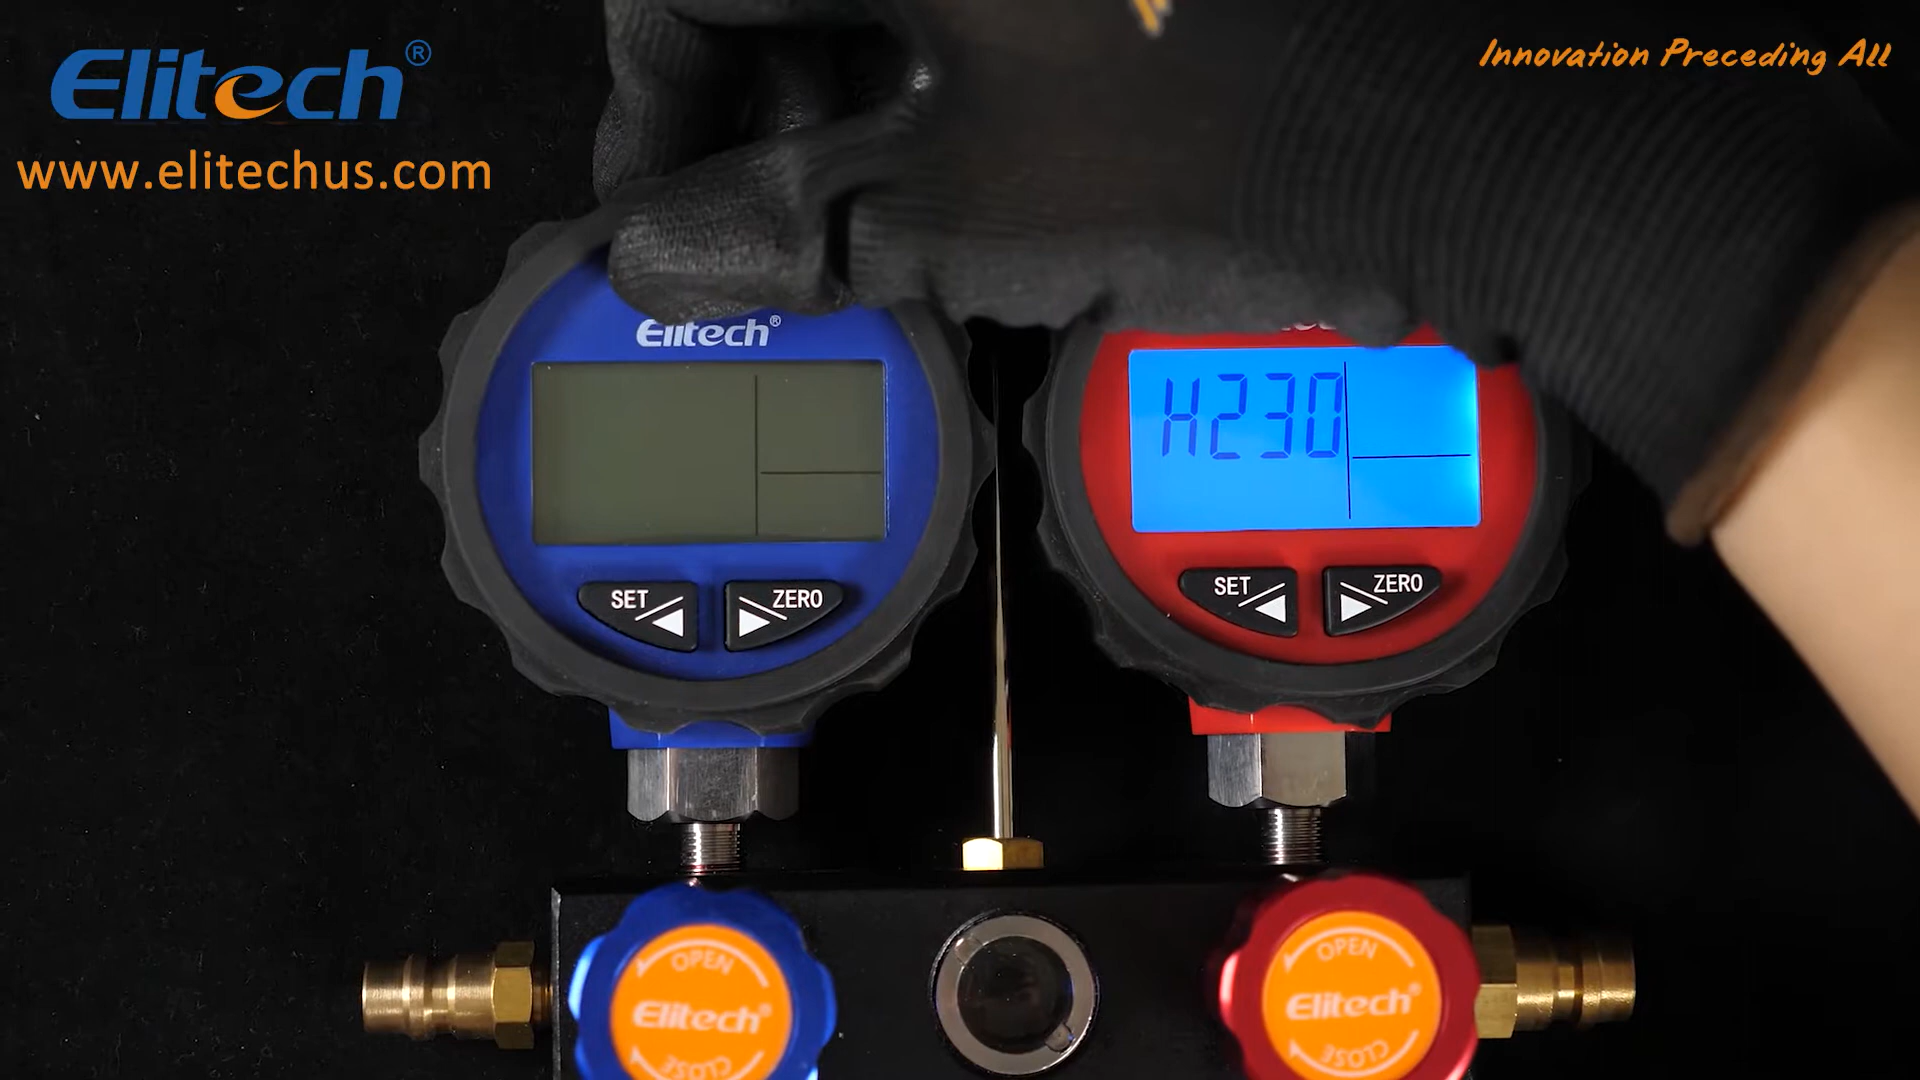 Elitech®
www.elitechus.com
Innovation Preceding All
Elitech®
H230
SET
ZERO
SET
ZERO
OPEN
Elitech®
CLOSE
OPEN
Elitech®
CLOSE